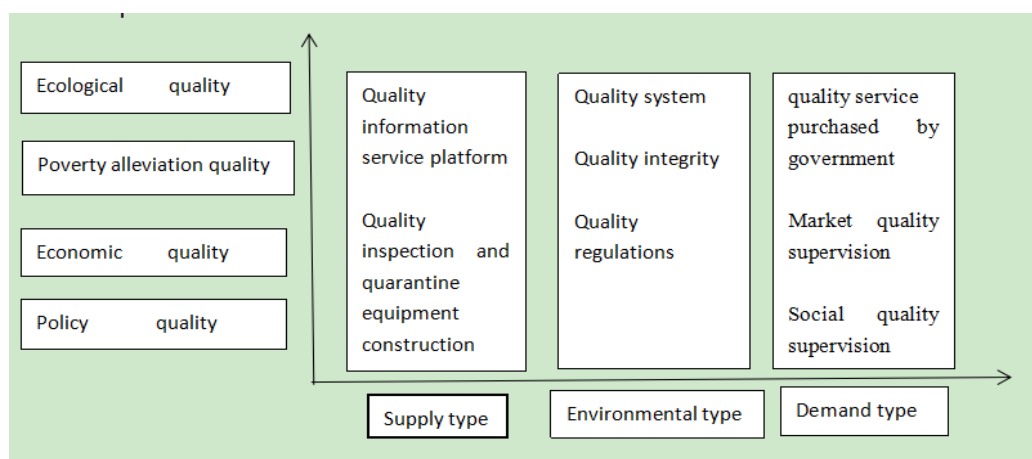 Ecological quality
Poverty alleviation quality
Economic quality
Policy quality
Quality
information
service platform
Quality
inspection and
quarantine
equipment
construction
Quality system
Quality integrity
Quality
regulations
quality service
purchased by
government
Market quality
supervision
Social quality
supervision
Supply type
Environmental type
Demand type